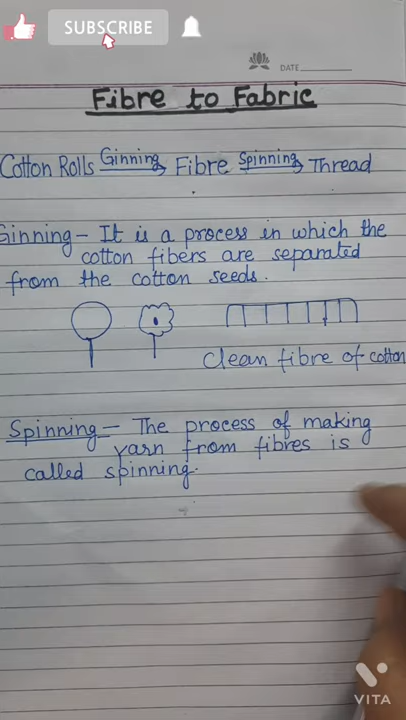 SUBSCRIBE
DATE
Fibre to Fabric
Cotton Rolls Ginning Fibre Spinning Thread
Ginning - It is a process in which the
cotton fibers are separated
from the cotton seeds.
Clean fibre of cotton
Spinning - The process of making
yarn from fibres is
called spinning.
VITA